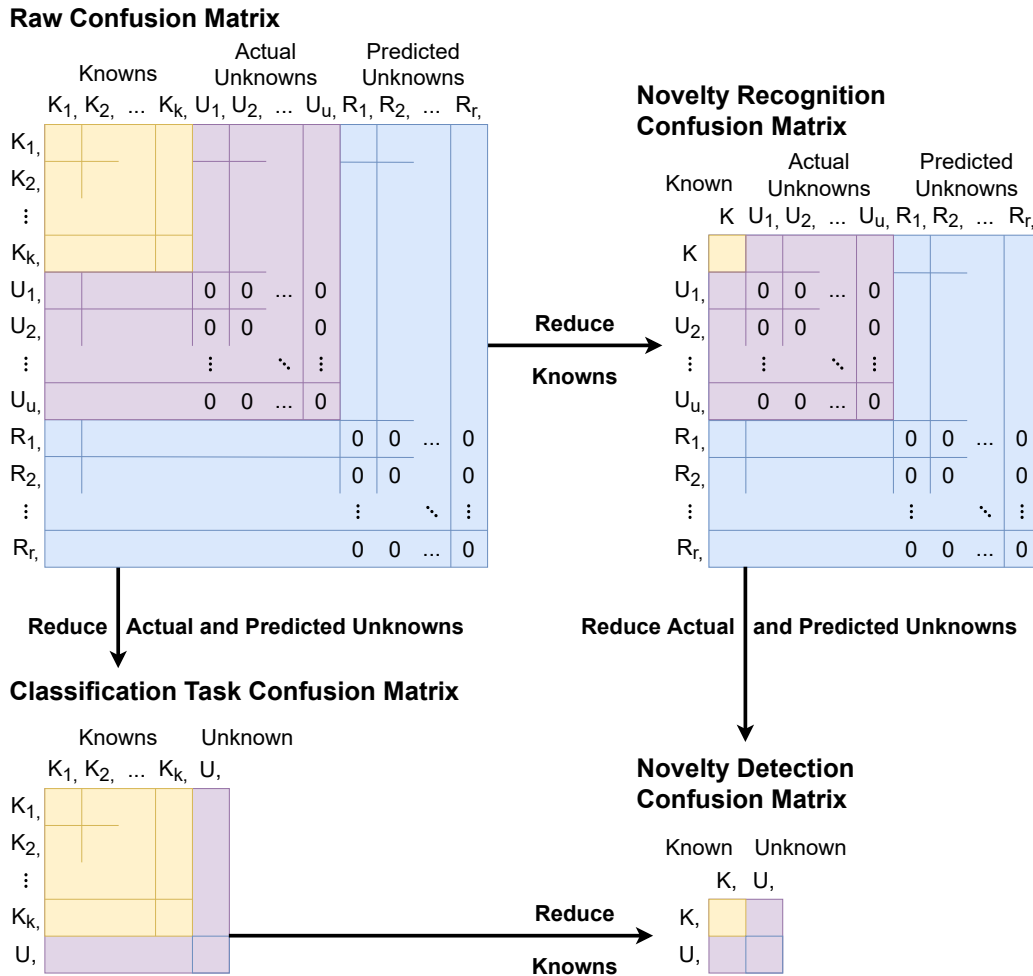 Raw Confusion Matrix
Knowns
Actual
Unknowns
Predicted
Unknowns
K1, K2, ... Kk, U1, U2, ... Uu, R1, R2, ... Rr,
K1,
K2,
⋮
Kk,
U1, 0 0 ... 0
U2, 0 0 0
⋮ ⋮ ⋱ ⋮
Uu, 0 0 ... 0
R1, 0 0 ... 0
R2, 0 0 0
⋮ ⋮ ⋱ ⋮
Rr, 0 0 ... 0
Reduce
Knowns
Novelty Recognition
Confusion Matrix
Known
Actual
Unknowns
Predicted
Unknowns
K U1, U2, ... Uu, R1, R2, ... Rr,
K
U1, 0 0 ... 0
U2, 0 0 0
⋮ ⋮ ⋱ ⋮
Uu, 0 0 ... 0
R1, 0 0 ... 0
R2, 0 0 0
⋮ ⋮ ⋱ ⋮
Rr, 0 0 ... 0
Reduce Actual and Predicted Unknowns
Reduce Actual and Predicted Unknowns
Classification Task Confusion Matrix
Knowns Unknown
K1, K2, ... Kk, U,
K1,
K2,
⋮
Kk,
U,
Reduce
Knowns
Novelty Detection
Confusion Matrix
Known Unknown
K, U,
K,
U,